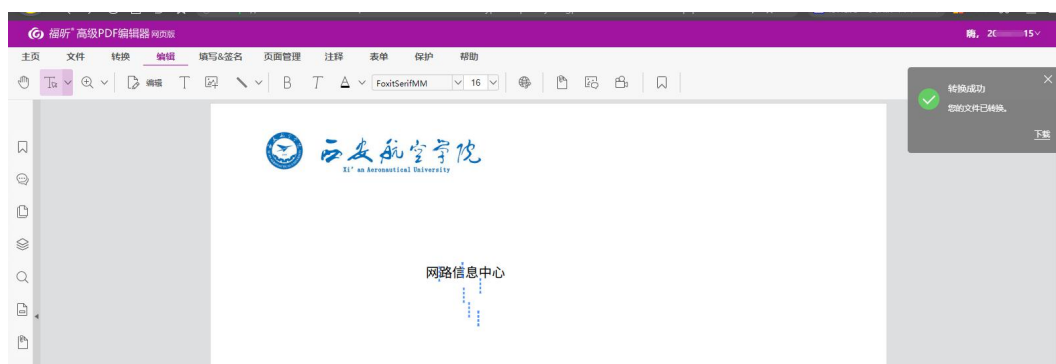 福昕® 高级PDF编辑器 网页版
嗨，20 15
主页 文件 转换 编辑 填写&签名 页面管理 注释 表单 保护 帮助
编辑 T B T A FoxitSerifMM 16
转换成功
您的文件已转换。
下载
西安航空学院
Xi'an Aeronautical University
网路信息中心